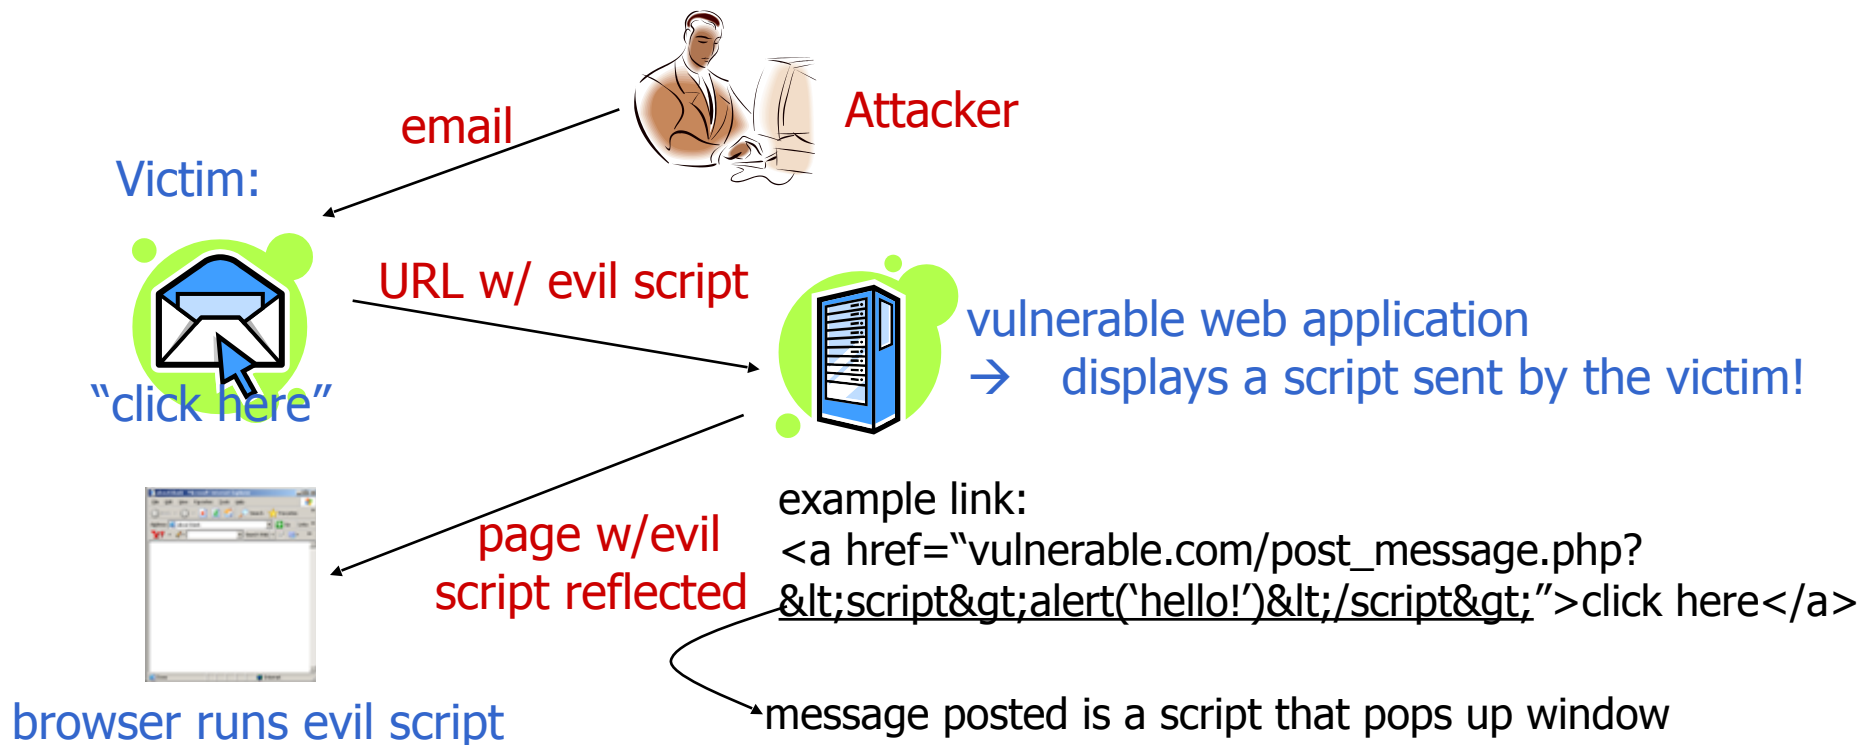 Attacker
email
Victim:
URL w/ evil script
vulnerable web application
→ displays a script sent by the victim!
“click here”
example link:
<a href=“vulnerable.com/post_message.php?
&lt;script&gt;alert(‘hello!’)&lt;/script&gt;”>click here</a>
page w/evil
script reflected
message posted is a script that pops up window
browser runs evil script